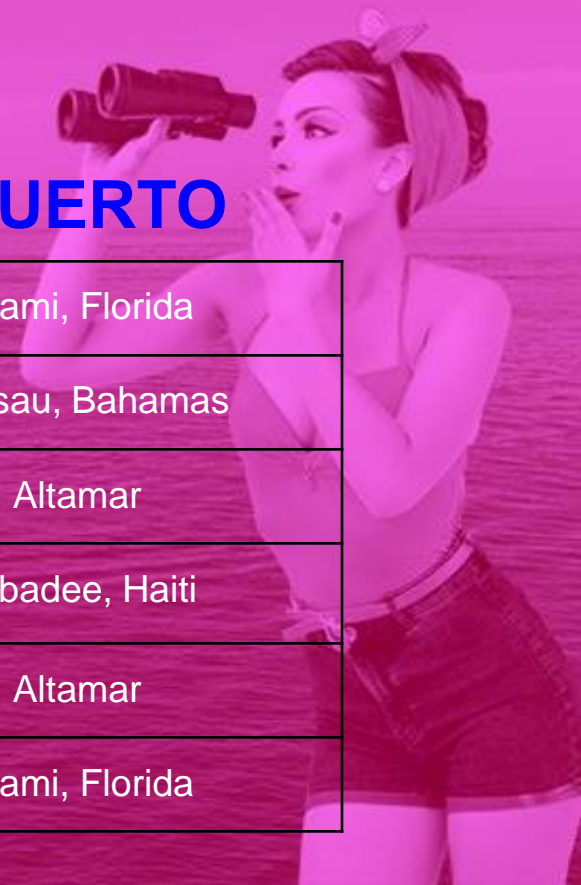 UERTO
ami, Florida
sau, Bahamas
Altamar
badee, Haiti
Altamar
ami, Florida